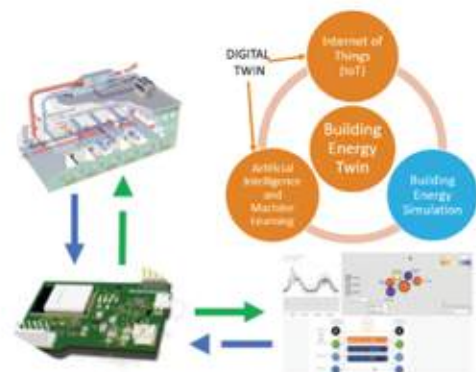 Internet of
Things
(IoT)
DIGITAL
TWIN
Building
Energy
Twin
Artificial
Intelligence
and
Machine
Learning
Building
Energy
Simulation